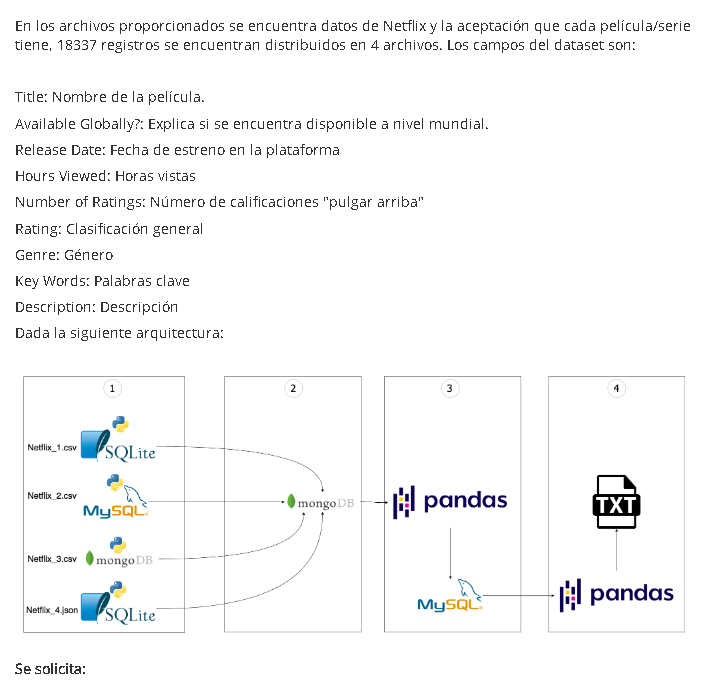 En los archivos proporcionados se encuentra datos de Netflix y la aceptación que cada película/serie
tiene, 18337 registros se encuentran distribuidos en 4 archivos. Los campos del dataset son:
Title: Nombre de la película.
Available Globally?: Explica si se encuentra disponible a nivel mundial.
Release Date: Fecha de estreno en la plataforma
Hours Viewed: Horas vistas
Number of Ratings: Número de calificaciones "pulgar arriba"
Rating: Clasificación general
Genre: Género
Key Words: Palabras clave
Description: Descripción
Dada la siguiente arquitectura:
1
Netflix_1.csv SQLite
Netflix_2.csv MySQL
Netflix_3.csv mongoDB
Netflix_4.json SQLite
2
mongoDB
3
pandas
MySQL
4
TXT
pandas
Se solicita: